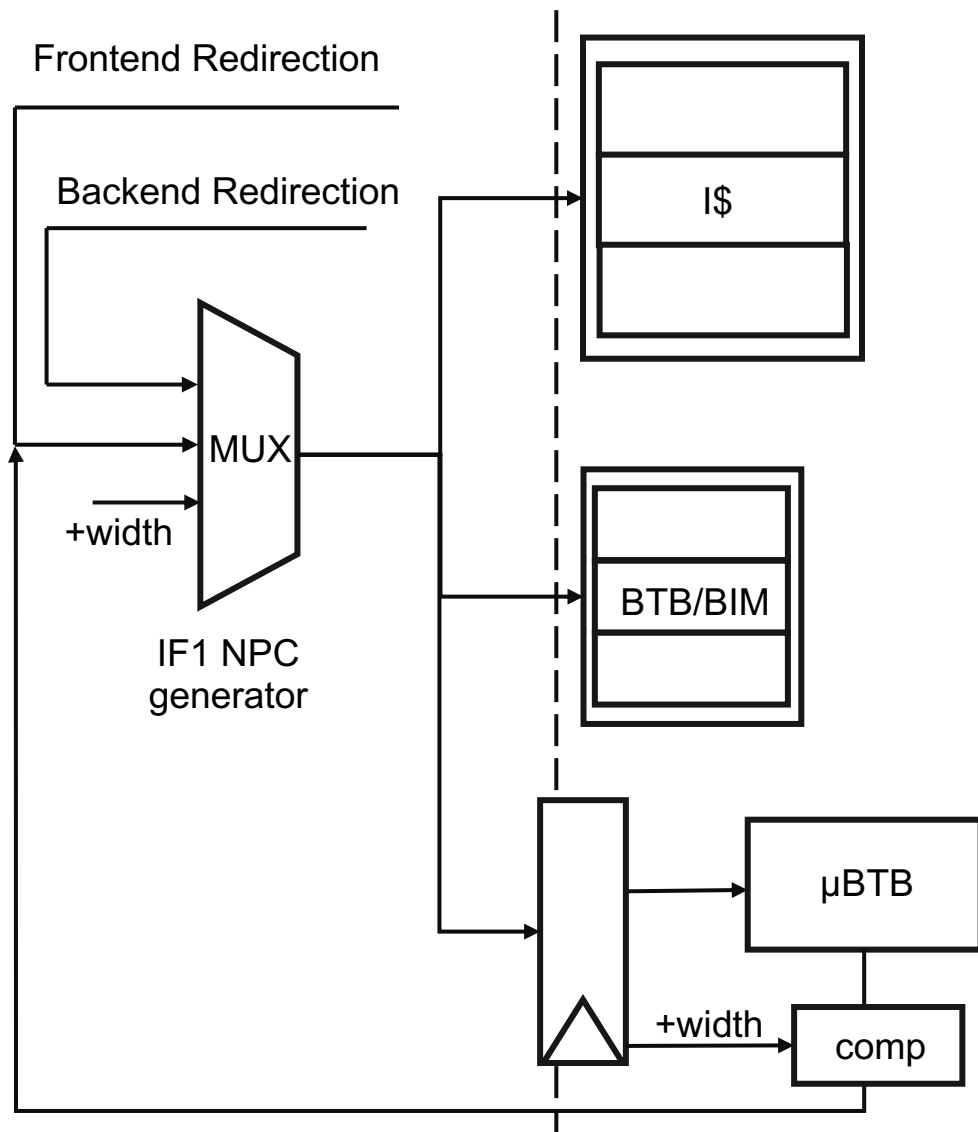 Frontend Redirection
Backend Redirection
I$
MUX
+width
BTB/BIM
IF1 NPC
generator
µBTB
+width
comp